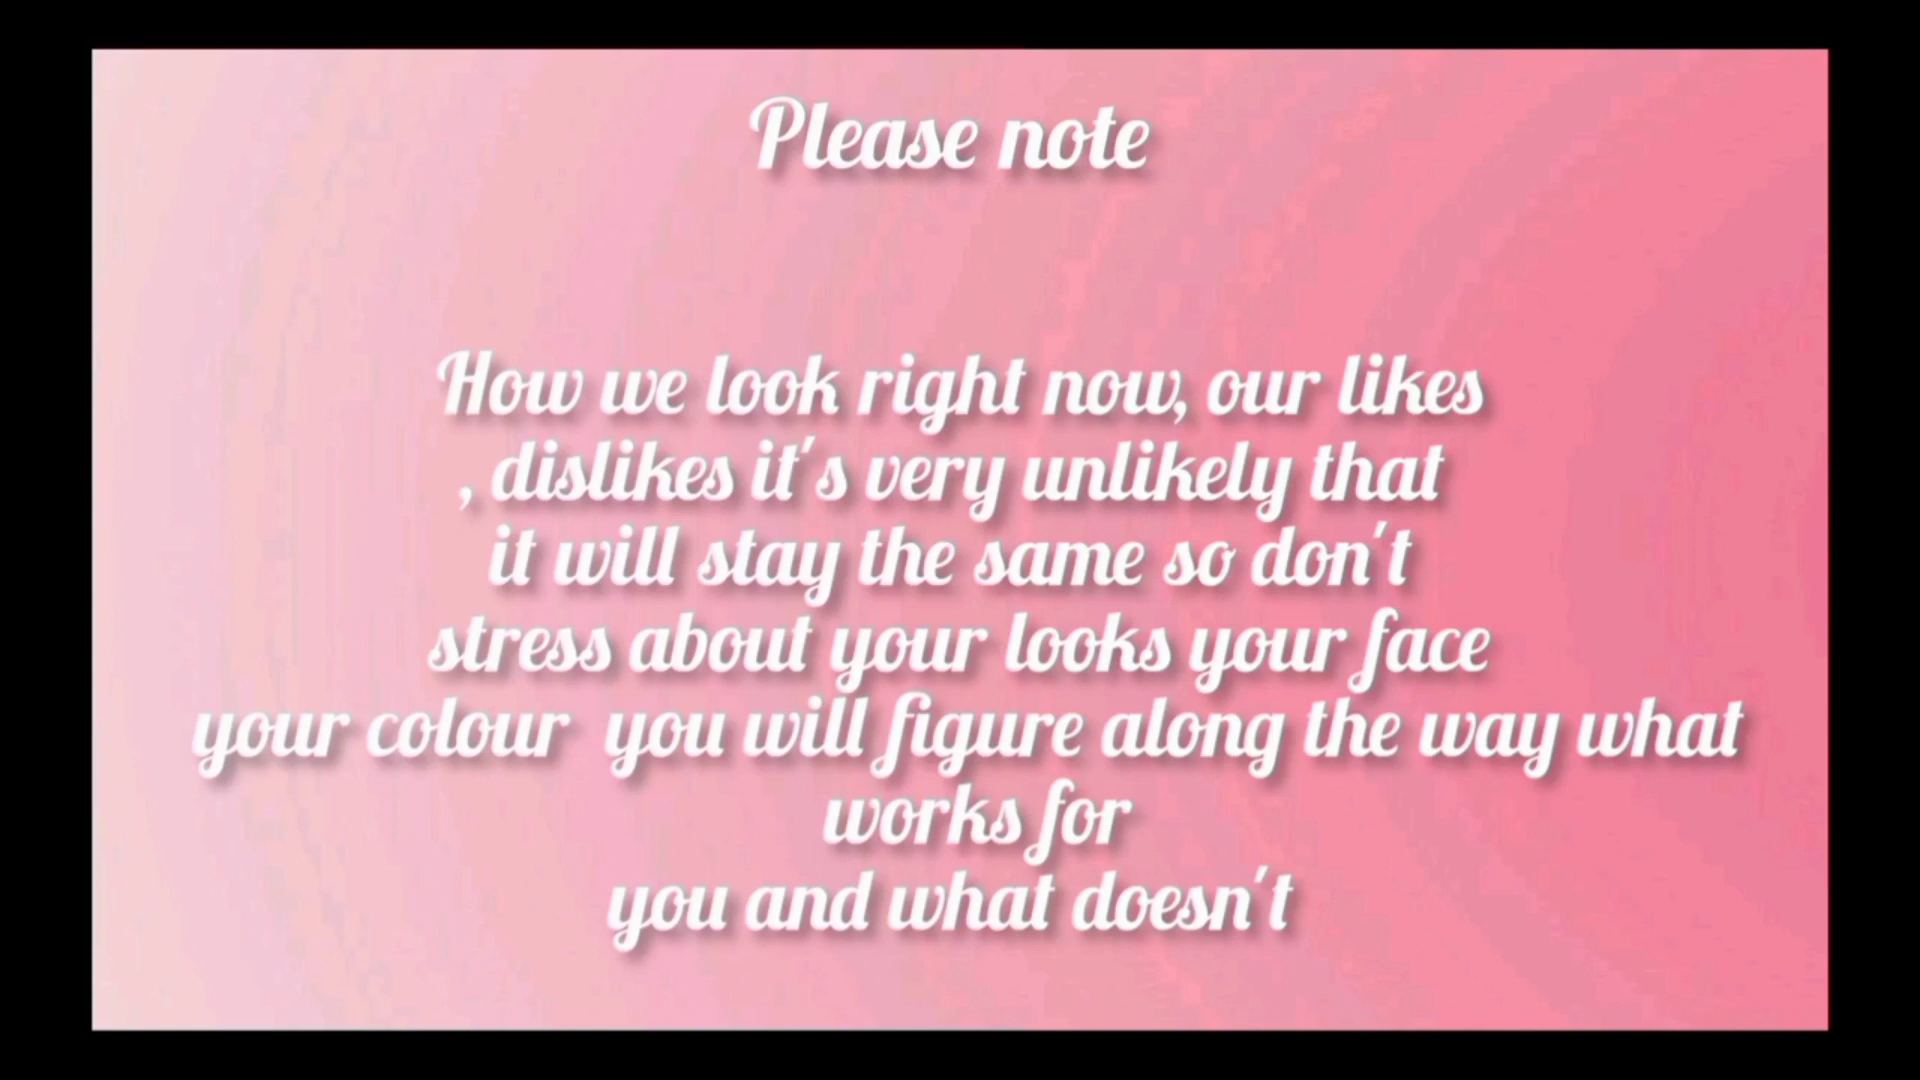 Please note
How we look right now, our likes
, dislikes it's very unlikely that
it will stay the same so don't
stress about your looks your face
your colour  you will figure along the way what
works for
you and what doesn't